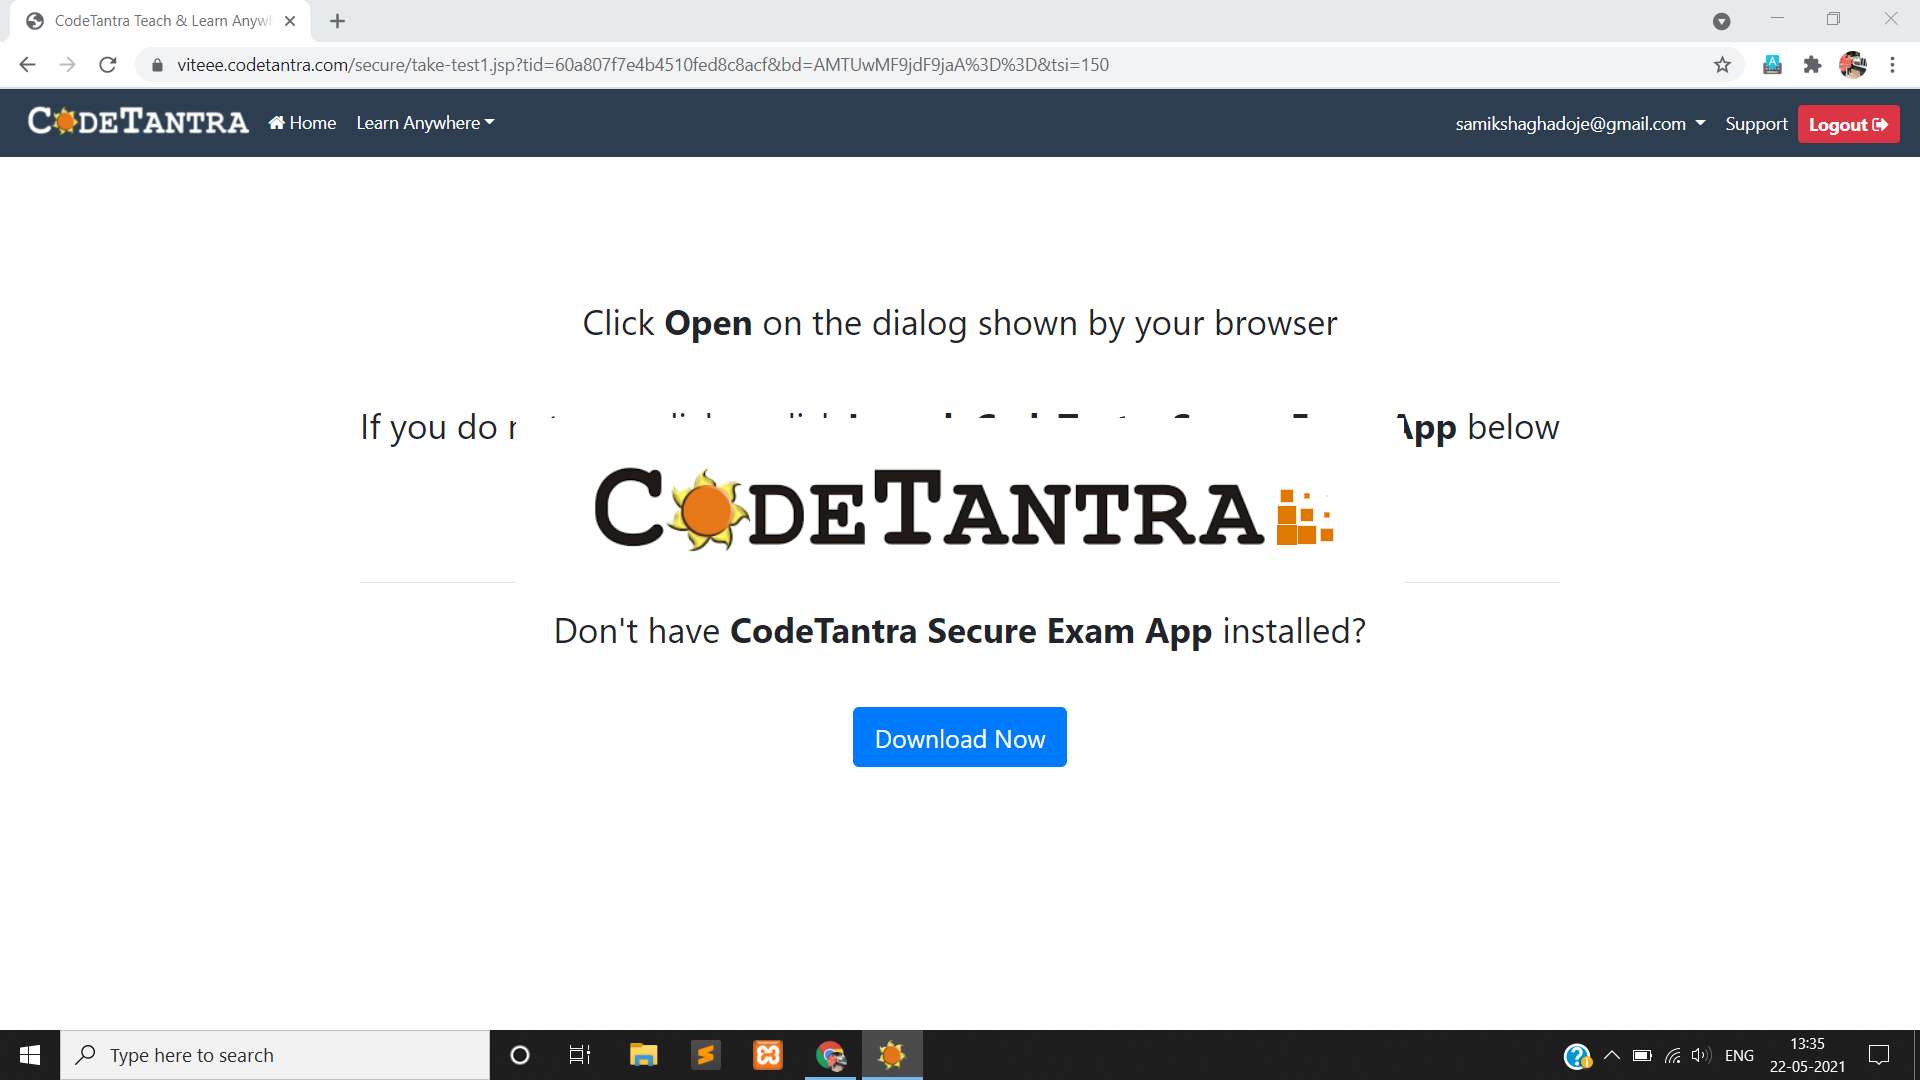 CodeTantra Teach & Learn Anyw
viteee.codetantra.com/secure/take-test1.jsp?tid=60a807f7e4b4510fed8c8acf&bd=AMTUwMF9jdF9jaA%3D%3D&tsi=150
CODETANTRA Home Learn Anywhere samikshaghadoje@gmail.com Support Logout
Click Open on the dialog shown by your browser
If you do App below
CODETANTRA
Don't have CodeTantra Secure Exam App installed?
Download Now
Type here to search
ENG
13:35
22-05-2021